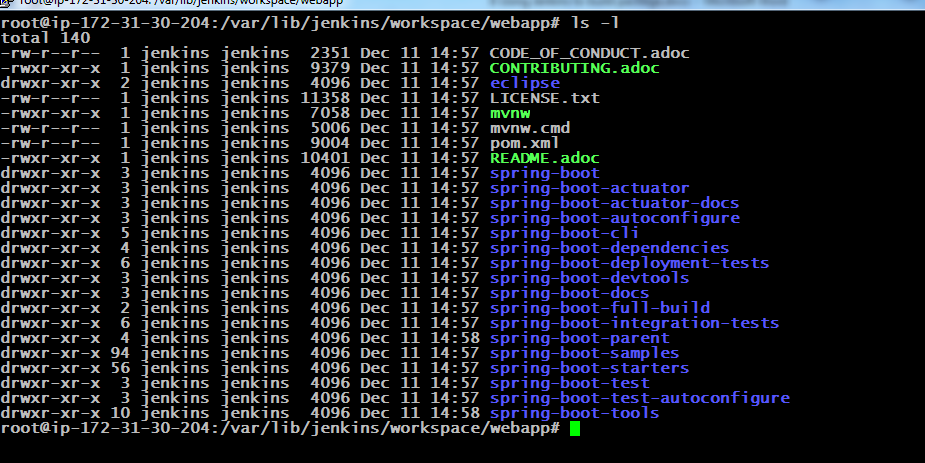 root@ip-172-31-30-204: /var/lib/jenkins/workspace/webapp
root@ip-172-31-30-204:/var/lib/jenkins/workspace/webapp# ls -l
total 140
-rw-r--r--  1 jenkins jenkins  2351 Dec 11 14:57 CODE_OF_CONDUCT.adoc
-rwxr-xr-x  1 jenkins jenkins  9379 Dec 11 14:57 CONTRIBUTING.adoc
drwxr-xr-x  2 jenkins jenkins  4096 Dec 11 14:57 eclipse
-rw-r--r--  1 jenkins jenkins 11358 Dec 11 14:57 LICENSE.txt
-rwxr-xr-x  1 jenkins jenkins  7058 Dec 11 14:57 mvnw
-rw-r--r--  1 jenkins jenkins  5006 Dec 11 14:57 mvnw.cmd
-rw-r--r--  1 jenkins jenkins  9004 Dec 11 14:57 pom.xml
-rwxr-xr-x  1 jenkins jenkins 10401 Dec 11 14:57 README.adoc
drwxr-xr-x  3 jenkins jenkins  4096 Dec 11 14:57 spring-boot
drwxr-xr-x  3 jenkins jenkins  4096 Dec 11 14:57 spring-boot-actuator
drwxr-xr-x  3 jenkins jenkins  4096 Dec 11 14:57 spring-boot-actuator-docs
drwxr-xr-x  3 jenkins jenkins  4096 Dec 11 14:57 spring-boot-autoconfigure
drwxr-xr-x  5 jenkins jenkins  4096 Dec 11 14:57 spring-boot-cli
drwxr-xr-x  4 jenkins jenkins  4096 Dec 11 14:57 spring-boot-dependencies
drwxr-xr-x  6 jenkins jenkins  4096 Dec 11 14:57 spring-boot-deployment-tests
drwxr-xr-x  3 jenkins jenkins  4096 Dec 11 14:57 spring-boot-devtools
drwxr-xr-x  3 jenkins jenkins  4096 Dec 11 14:57 spring-boot-docs
drwxr-xr-x  2 jenkins jenkins  4096 Dec 11 14:57 spring-boot-full-build
drwxr-xr-x  6 jenkins jenkins  4096 Dec 11 14:57 spring-boot-integration-tests
drwxr-xr-x  4 jenkins jenkins  4096 Dec 11 14:58 spring-boot-parent
drwxr-xr-x 94 jenkins jenkins  4096 Dec 11 14:57 spring-boot-samples
drwxr-xr-x 56 jenkins jenkins  4096 Dec 11 14:57 spring-boot-starters
drwxr-xr-x  3 jenkins jenkins  4096 Dec 11 14:57 spring-boot-test
drwxr-xr-x  3 jenkins jenkins  4096 Dec 11 14:57 spring-boot-test-autoconfigure
drwxr-xr-x 10 jenkins jenkins  4096 Dec 11 14:58 spring-boot-tools
root@ip-172-31-30-204:/var/lib/jenkins/workspace/webapp#